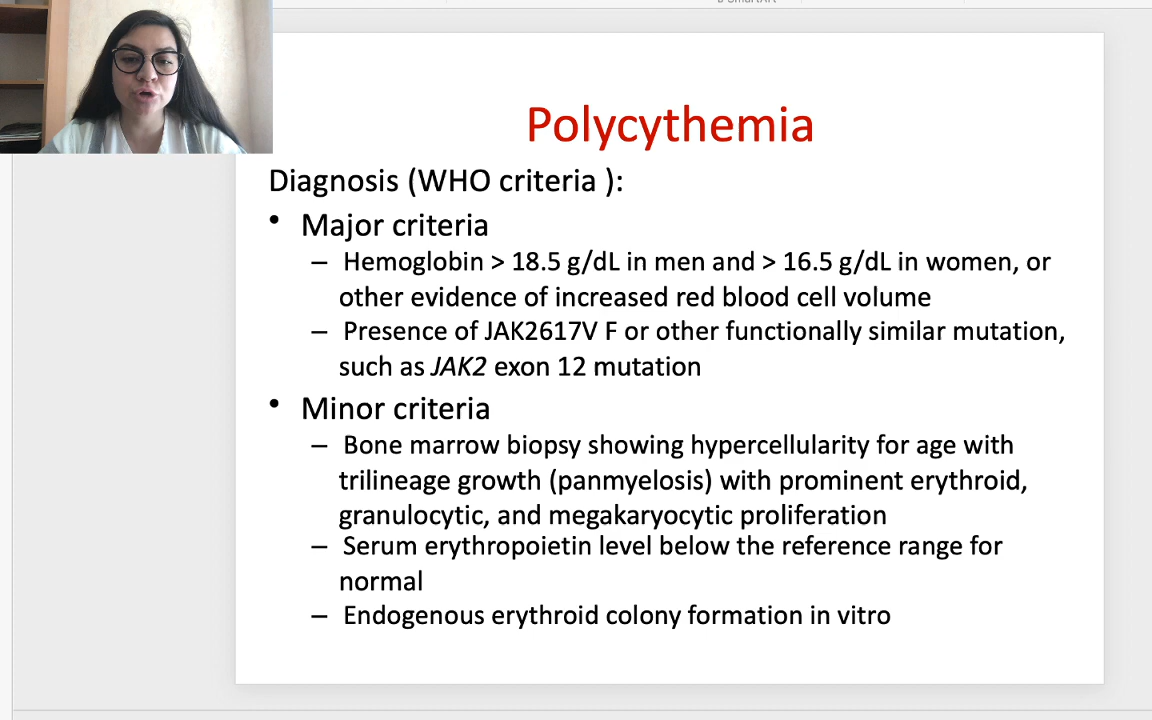 Polycythemia
Diagnosis (WHO criteria ):
• Major criteria
– Hemoglobin > 18.5 g/dL in men and > 16.5 g/dL in women, or
other evidence of increased red blood cell volume
– Presence of JAK2617V F or other functionally similar mutation,
such as JAK2 exon 12 mutation
• Minor criteria
– Bone marrow biopsy showing hypercellularity for age with
trilineage growth (panmyelosis) with prominent erythroid,
granulocytic, and megakaryocytic proliferation
– Serum erythropoietin level below the reference range for
normal
– Endogenous erythroid colony formation in vitro